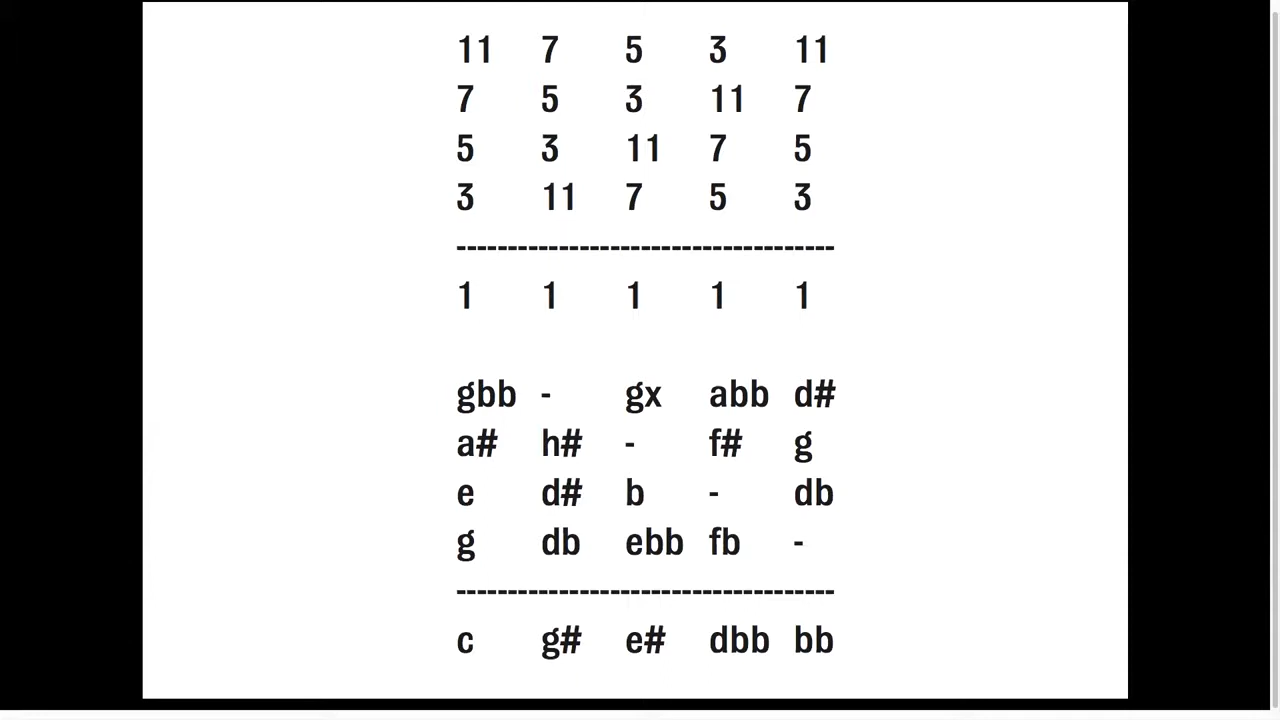 11 7 5 3 11
7 5 3 11 7
5 3 11 7 5
3 11 7 5 3
-------------------------------------
1 1 1 1 1
gbb - gx abb d#
a# h# - f# g
e d# b - db
g db ebb fb -
-------------------------------------
c g# e# dbb bb